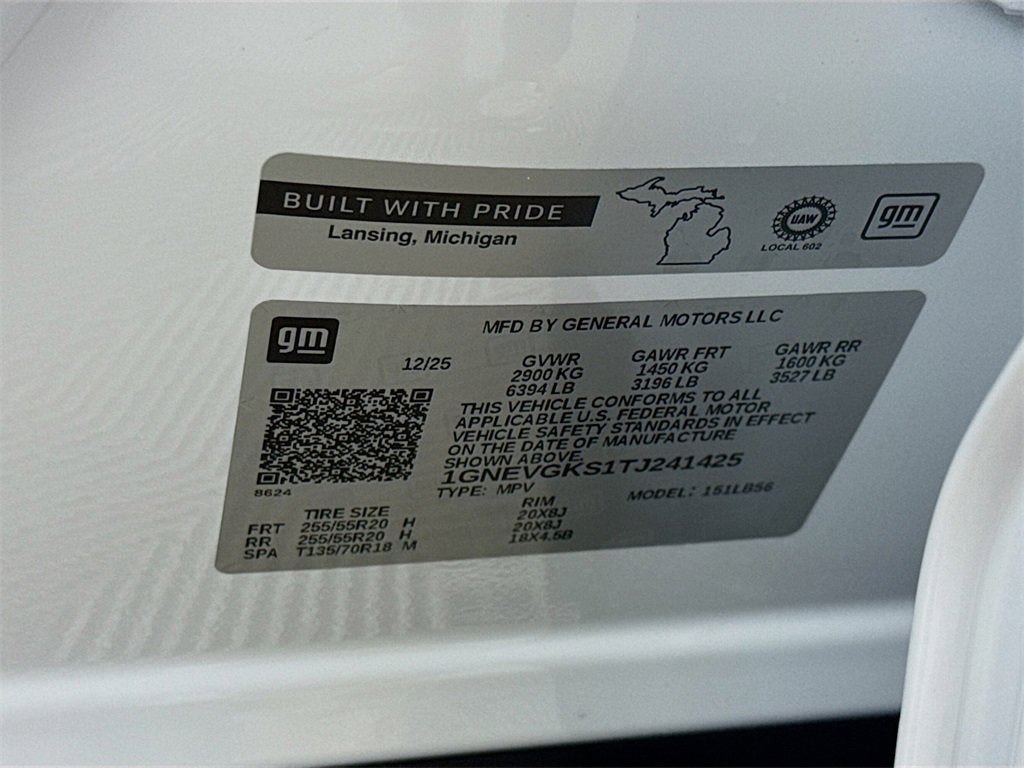 BUILT WITH PRIDE
Lansing, Michigan
UAW
LOCAL 602
gm
gm
MFD BY GENERAL MOTORS LLC
12/25 GVWR GAWR FRT GAWR RR
2900 KG 1450 KG 1600 KG
6394 LB 3196 LB 3527 LB
THIS VEHICLE CONFORMS TO ALL
APPLICABLE U.S. FEDERAL MOTOR
VEHICLE SAFETY STANDARDS IN EFFECT
ON THE DATE OF MANUFACTURE
SHOWN ABOVE.
1GNEVGKS1TJ241425
TYPE: MPV MODEL: 151LB56
8624
TIRE SIZE RIM
FRT 255/55R20 H 20X8J
RR 255/55R20 H 20X8J
SPA T135/70R18 M 18X4.5B